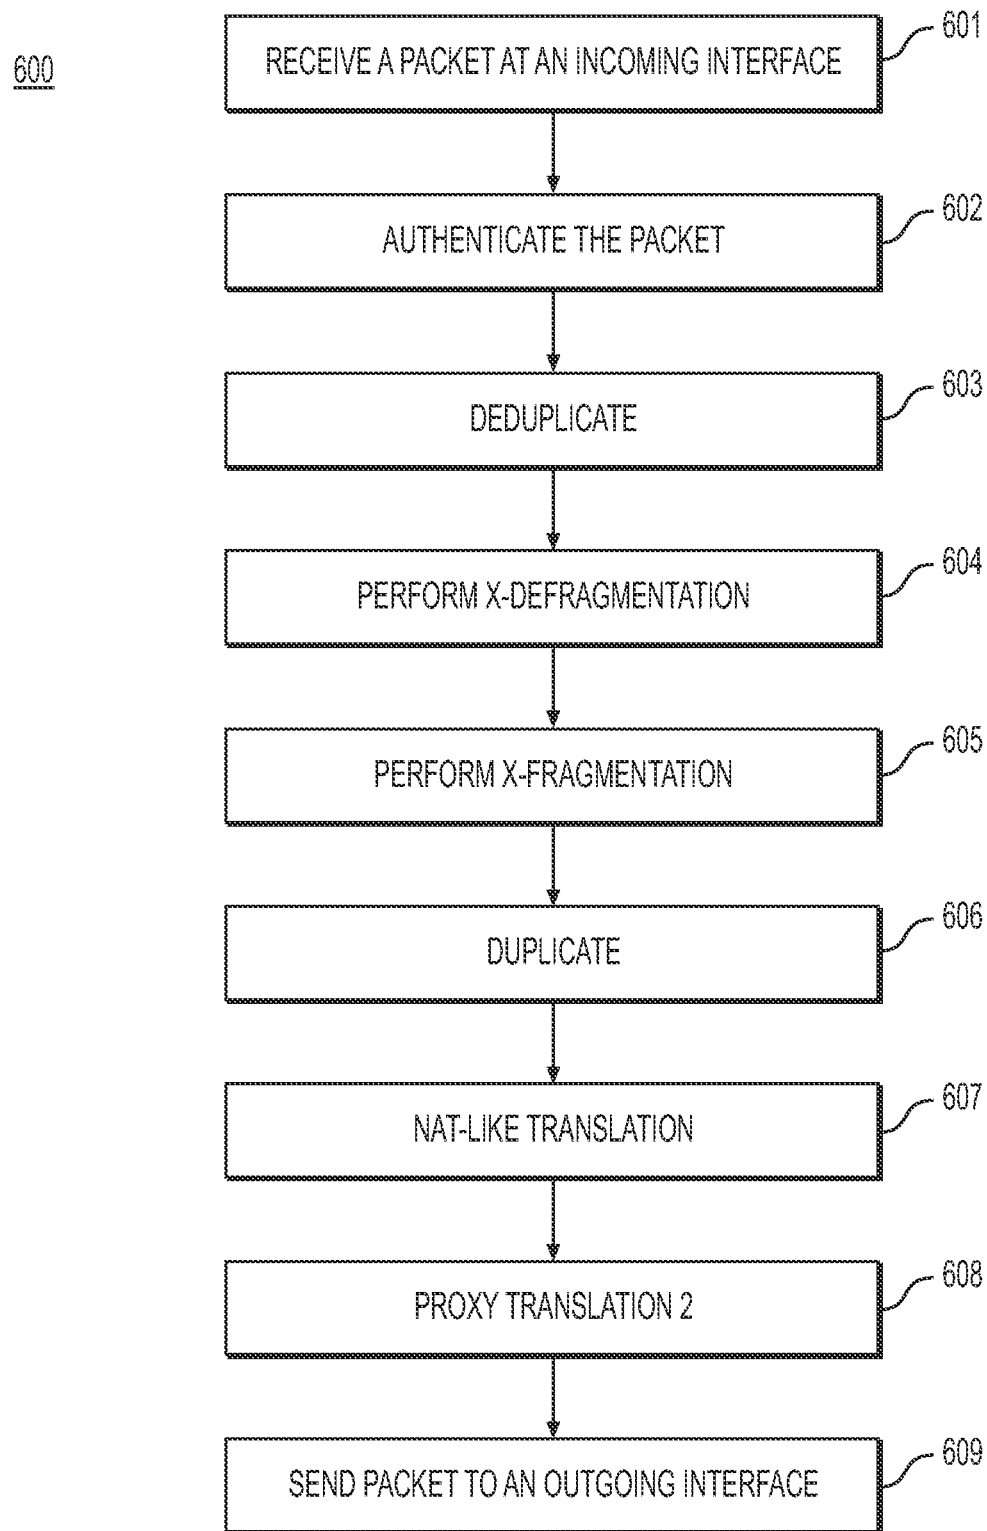 600
RECEIVE A PACKET AT AN INCOMING INTERFACE
601
AUTHENTICATE THE PACKET
602
DEDUPLICATE
603
PERFORM X-DEFRAGMENTATION
604
PERFORM X-FRAGMENTATION
605
DUPLICATE
606
NAT-LIKE TRANSLATION
607
PROXY TRANSLATION 2
608
SEND PACKET TO AN OUTGOING INTERFACE
609